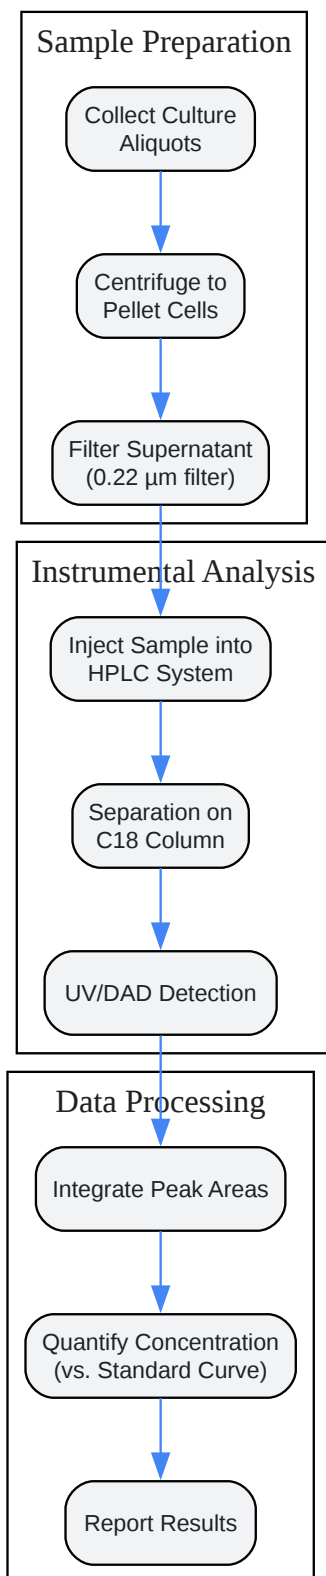 Sample Preparation
Collect Culture
Aliquots
Centrifuge to
Pellet Cells
Filter Supernatant
(0.22 µm filter)
Instrumental Analysis
Inject Sample into
HPLC System
Separation on
C18 Column
UV/DAD Detection
Data Processing
Integrate Peak Areas
Quantify Concentration
(vs. Standard Curve)
Report Results